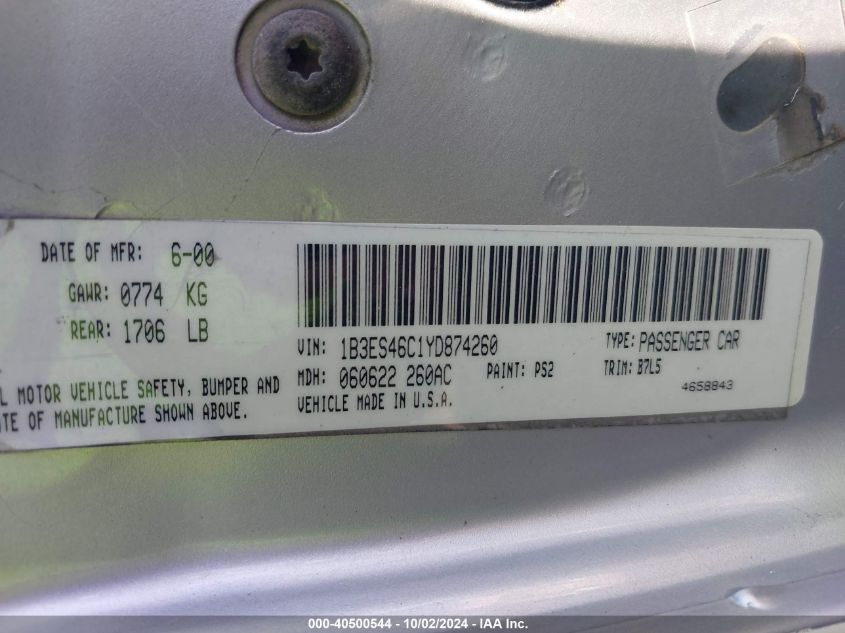 DATE OF MFR: 6-00
GAWR: 0774 KG
REAR: 1706 LB
VIN: 1B3ES46C1YD874260
TYPE: PASSENGER CAR
MDH: 060622 260AC PAINT: PS2 TRIM: B7L5
VEHICLE MADE IN U.S.A. 4658843
L MOTOR VEHICLE SAFETY, BUMPER AND
TE OF MANUFACTURE SHOWN ABOVE.
000-40500544 - 10/02/2024 - IAA Inc.